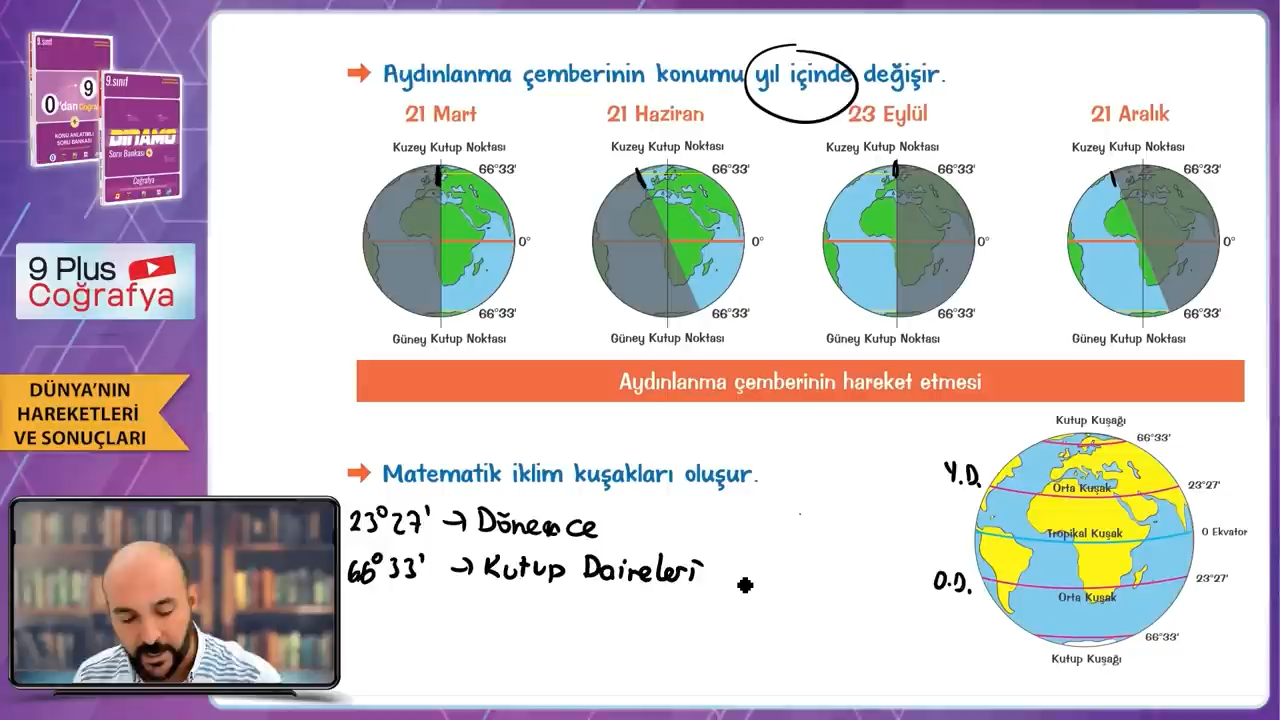 9.sınıf
0'dan 9
KONU ANLATIMLI
SORU BANKASI
9.sınıf
DİNAMO
Soru Bankası
Coğrafya
9 Plus
Coğrafya
DÜNYA'NIN
HAREKETLERİ
VE SONUÇLARI
Aydınlanma çemberinin konumu yıl içinde değişir.
21 Mart 21 Haziran 23 Eylül 21 Aralık
Kuzey Kutup Noktası Kuzey Kutup Noktası Kuzey Kutup Noktası Kuzey Kutup Noktası
66°33' 66°33' 66°33' 66°33'
0° 0° 0° 0°
66°33' 66°33' 66°33' 66°33'
Güney Kutup Noktası Güney Kutup Noktası Güney Kutup Noktası Güney Kutup Noktası
Aydınlanma çemberinin hareket etmesi
Matematik iklim kuşakları oluşur.
23°27' → Dönence
66°33' → Kutup Daireleri
Kutup Kuşağı
66°33'
Y.D.
Orta Kuşak 23°27'
Tropikal Kuşak 0 Ekvator
O.D. 23°27'
Orta Kuşak
66°33'
Kutup Kuşağı